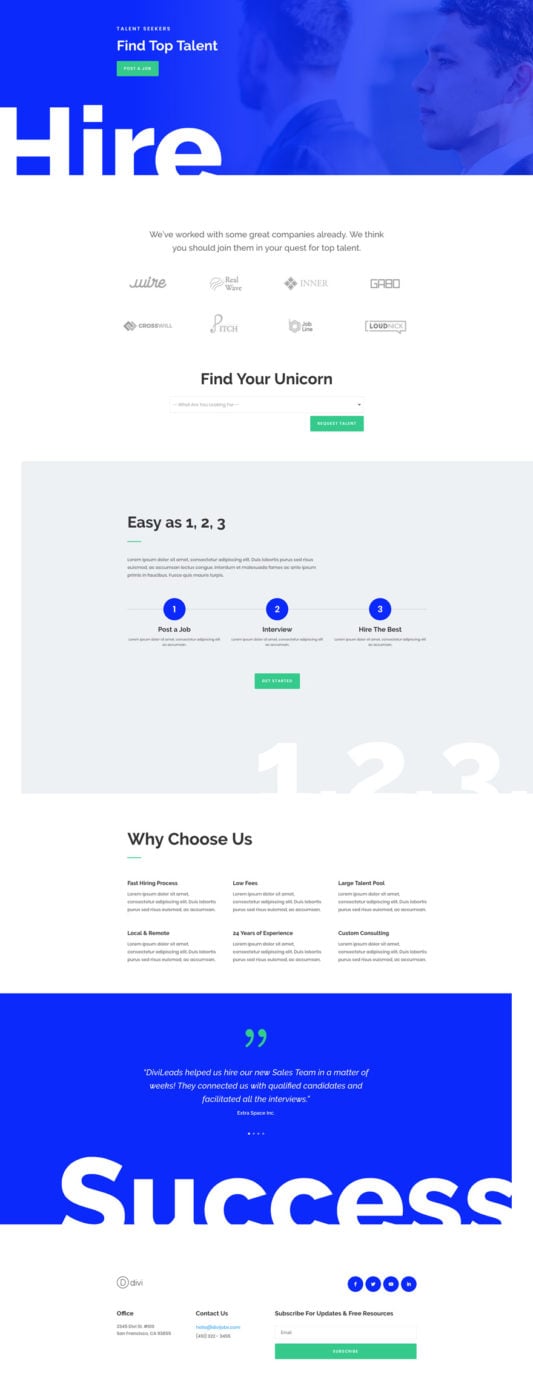 TALENT SEEKERS
Find Top Talent
POST A JOB
Hire
We've worked with some great companies already. We think
you should join them in your quest for top talent.
Real
Wave
INNER
GABO
CROSSWILL
PITCH
Job
Line
LOUDNICK
Find Your Unicorn
—What Are You Looking For—
REQUEST TALENT
Easy as 1, 2, 3
Lorem ipsum dolor sit amet, consectetur adipiscing elit. Duis lobortis purus sed risus
euismod, ac accumsan lectus congue. Interdum et malesuada fames ac ante ipsum
primis in faucibus. Fusce quis mauris turpis.
1
2
3
Post a Job
Interview
Hire The Best
Lorem ipsum dolor sit amet, consectetur adipiscing elit
ac accumsan.
Lorem ipsum dolor sit amet, consectetur adipiscing elit
ac accumsan.
Lorem ipsum dolor sit amet, consectetur adipiscing elit
ac accumsan.
GET STARTED
1.2.3.
Why Choose Us
Fast Hiring Process
Lorem ipsum dolor sit amet,
consectetur adipiscing elit. Duis lobortis
purus sed risus euismod, ac accumsan.
Low Fees
Lorem ipsum dolor sit amet,
consectetur adipiscing elit. Duis lobortis
purus sed risus euismod, ac accumsan.
Large Talent Pool
Lorem ipsum dolor sit amet,
consectetur adipiscing elit. Duis lobortis
purus sed risus euismod, ac accumsan.
Local & Remote
Lorem ipsum dolor sit amet,
consectetur adipiscing elit. Duis lobortis
purus sed risus euismod, ac accumsan.
24 Years of Experience
Lorem ipsum dolor sit amet,
consectetur adipiscing elit. Duis lobortis
purus sed risus euismod, ac accumsan.
Custom Consulting
Lorem ipsum dolor sit amet,
consectetur adipiscing elit. Duis lobortis
purus sed risus euismod, ac accumsan.
”
"DiviLeads helped us hire our new Sales Team in a matter of
weeks! They connected us with qualified candidates and
facilitated all the interviews."
Extra Space Inc.
Success
divi
Office
2345 Divi St. #100
San Francisco, CA 93655
Contact Us
hello@divijobs.com
Subscribe For Updates & Free Resources
Email
SUBSCRIBE